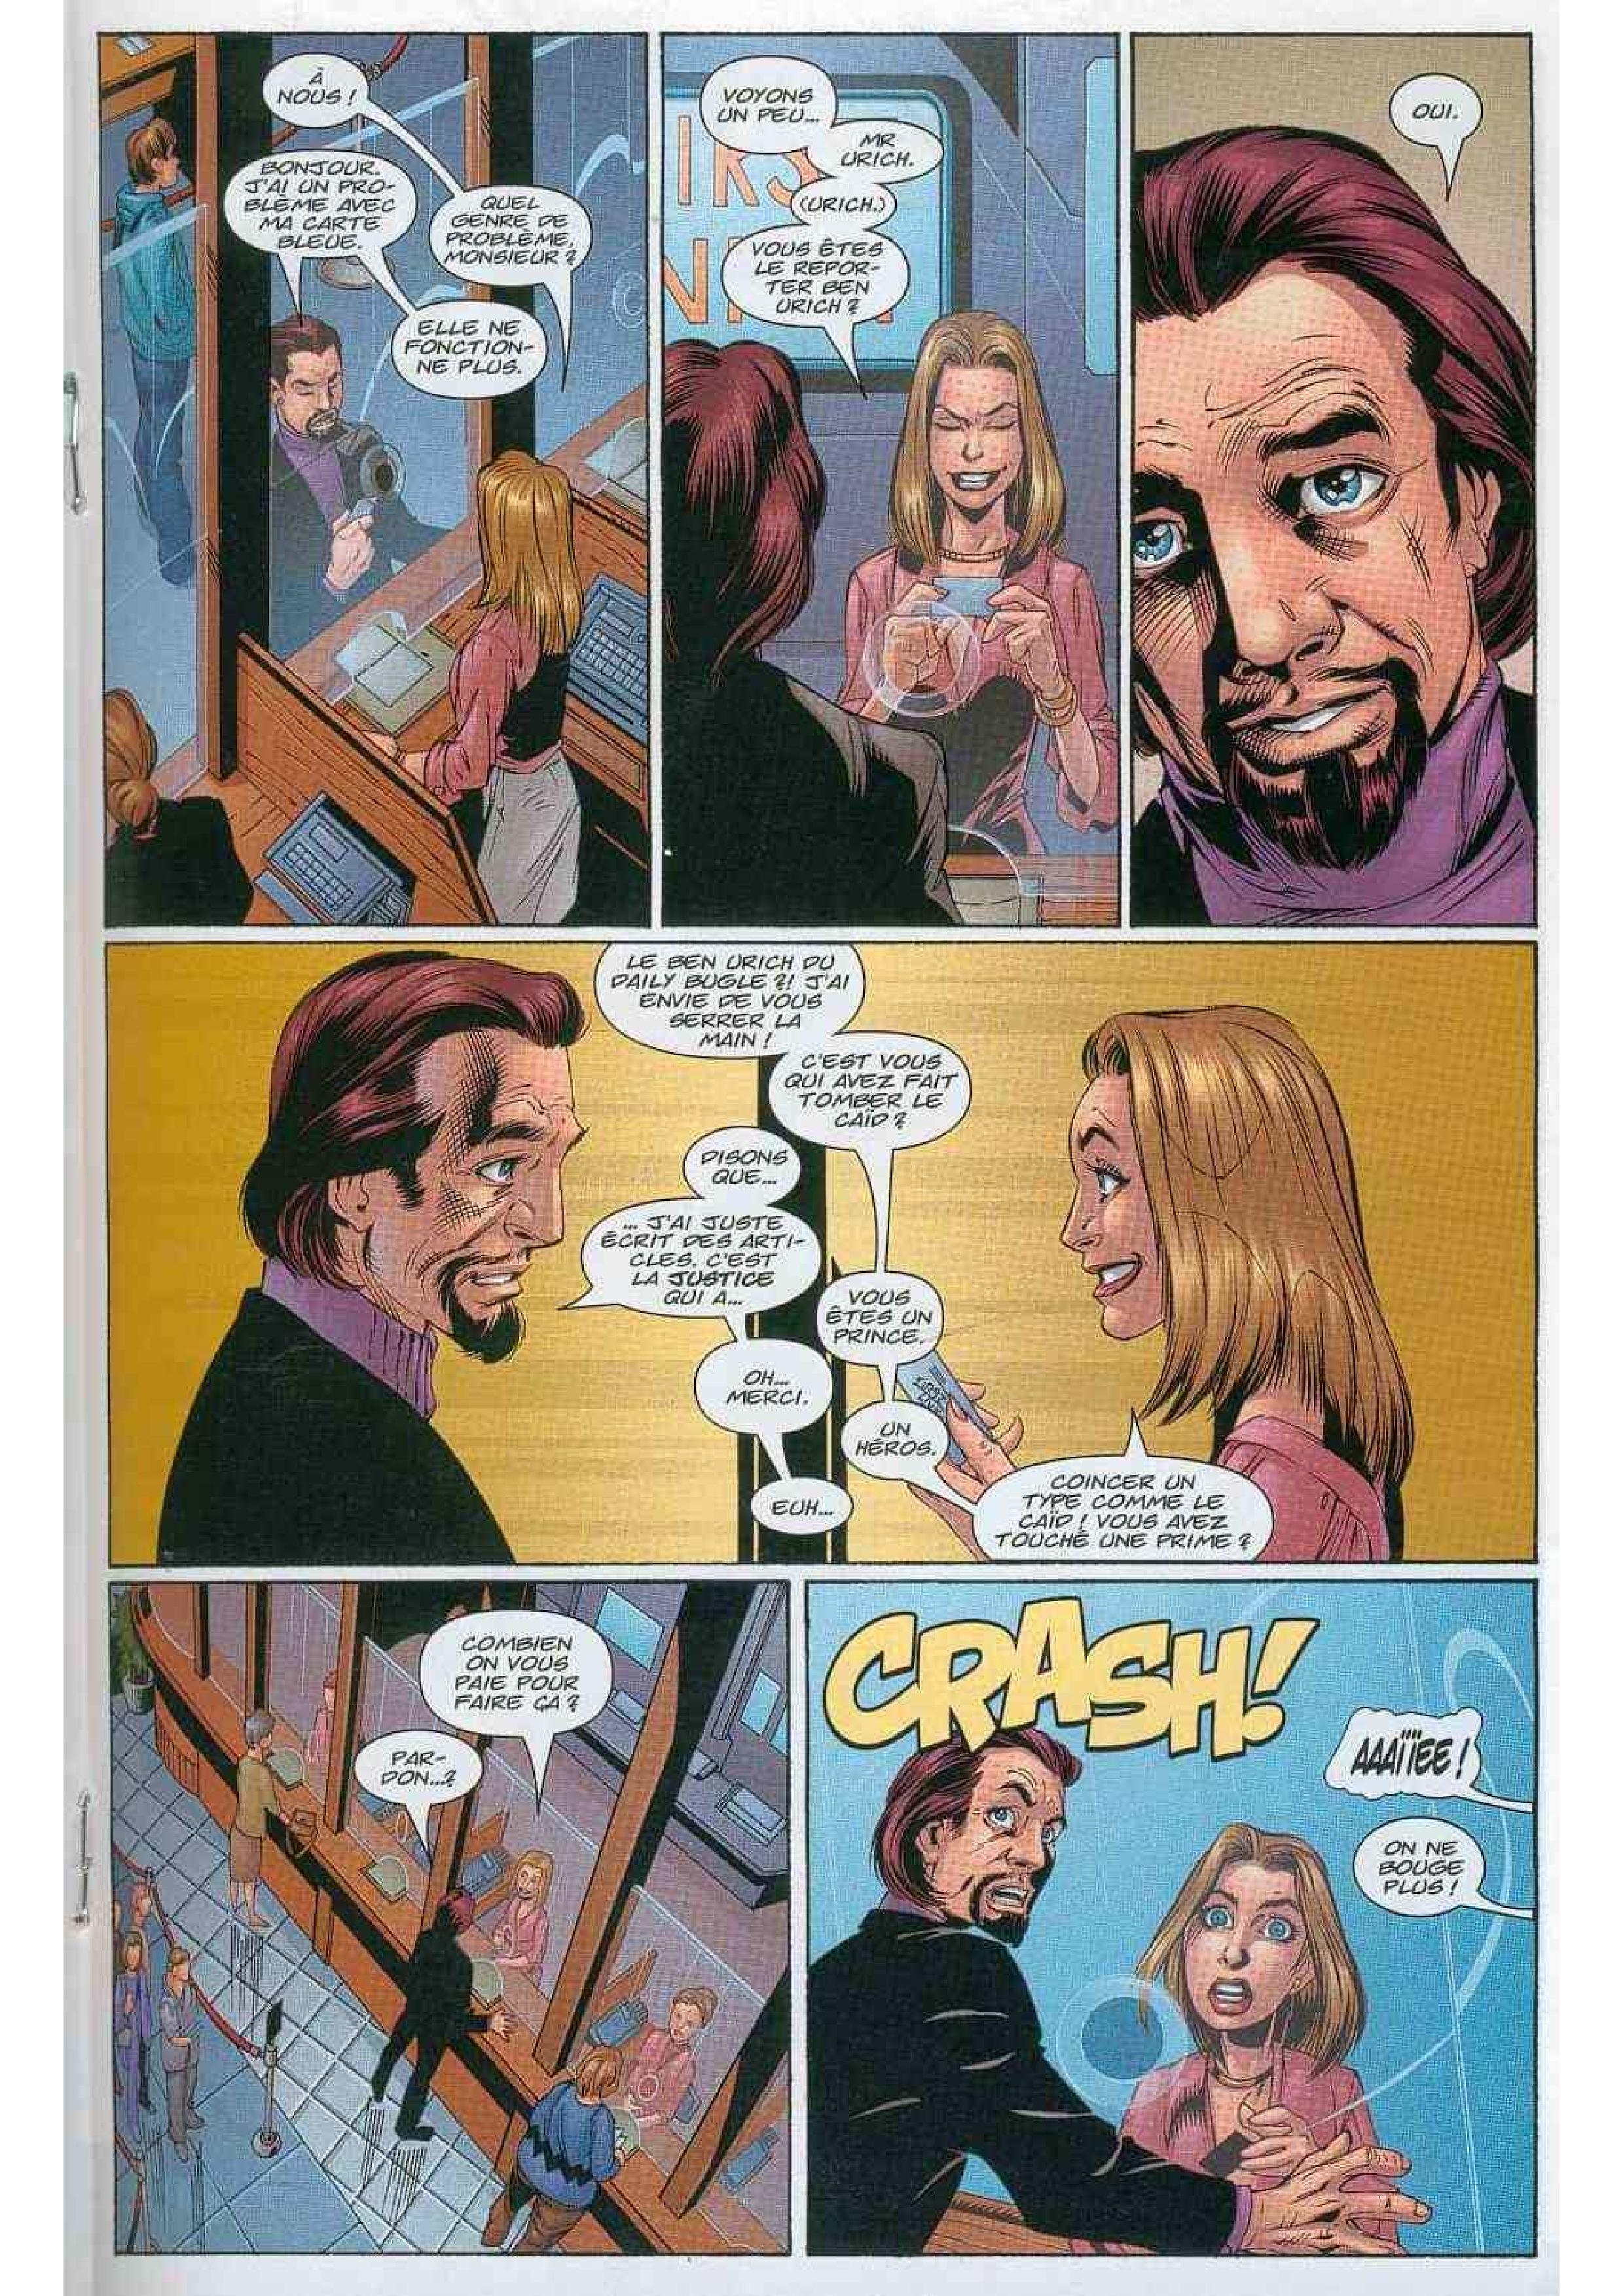 À
NOUS !
BONJOUR.
J'AI UN PRO-
BLÈME AVEC
MA CARTE
BLEUE.
QUEL
GENRE DE
PROBLÈME,
MONSIEUR ?
ELLE NE
FONCTION-
NE PLUS.
VOYONS
UN PEU...
MR
URICH.
(URICH.)
VOUS ÊTES
LE REPOR-
TER BEN
URICH ?
OUI.
LE BEN URICH DU
DAILY BUGLE ?! J'AI
ENVIE DE VOUS
SERRER LA
MAIN !
C'EST VOUS
QUI AVEZ FAIT
TOMBER LE
CAÏD ?
DISONS
QUE...
... J'AI JUSTE
ÉCRIT DES ARTI-
CLES. C'EST
LA JUSTICE
QUI A...
VOUS
ÊTES UN
PRINCE.
OH...
MERCI.
UN
HÉROS.
EUH...
COINCER UN
TYPE COMME LE
CAÏD ! VOUS AVEZ
TOUCHÉ UNE PRIME ?
COMBIEN
ON VOUS
PAIE POUR
FAIRE ÇA ?
PAR-
DON...?
CRASH!
AAAÏÏEE !
ON NE
BOUGE
PLUS !